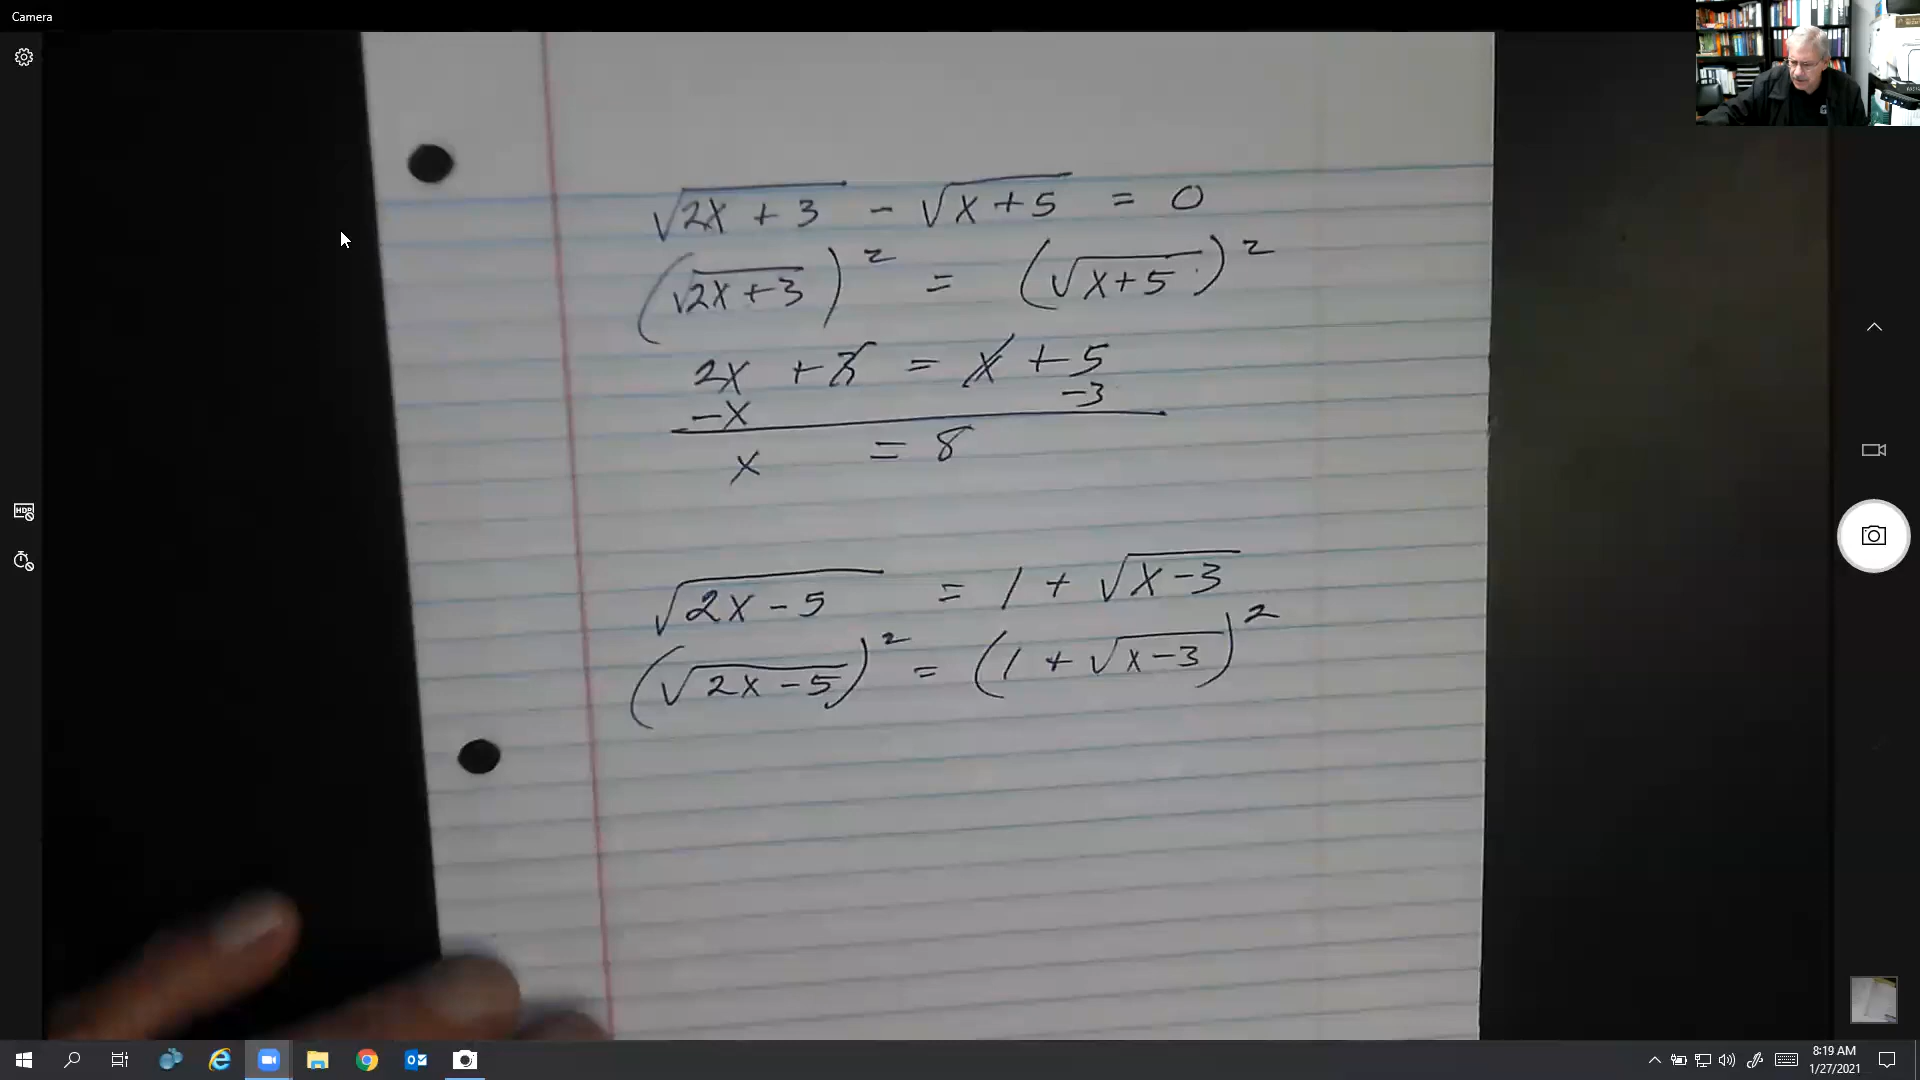 Camera
√2x + 3 - √x + 5 = 0
(√2x + 3)² = (√x + 5)²
2x + 3 = x + 5
-x -3
x = 8
√2x - 5 = 1 + √x - 3
(√2x - 5)² = (1 + √x - 3)²
HDR
8:19 AM
1/27/2021